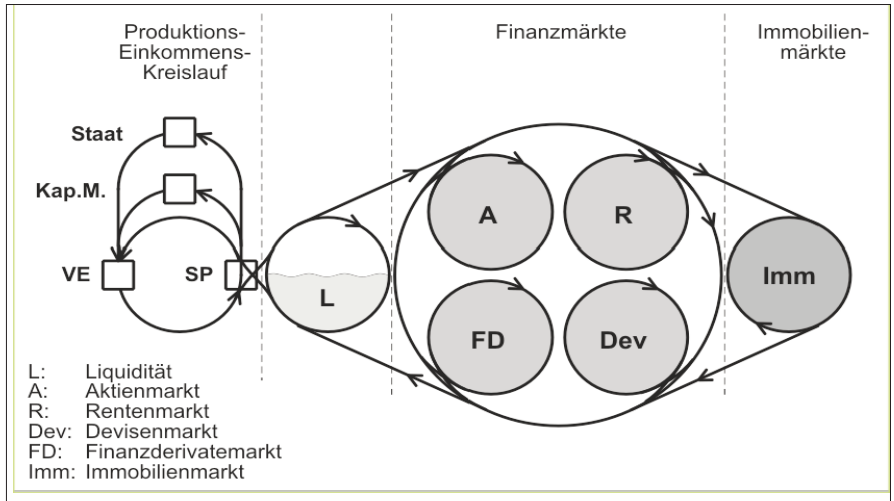 Produktions-
Einkommens-
Kreislauf
Finanzmärkte
Immobilien-
märkte
Staat
Kap.M.
VE
SP
L
A
R
FD
Dev
Imm
L: Liquidität
A: Aktienmarkt
R: Rentenmarkt
Dev: Devisenmarkt
FD: Finanzderivatemarkt
Imm: Immobilienmarkt